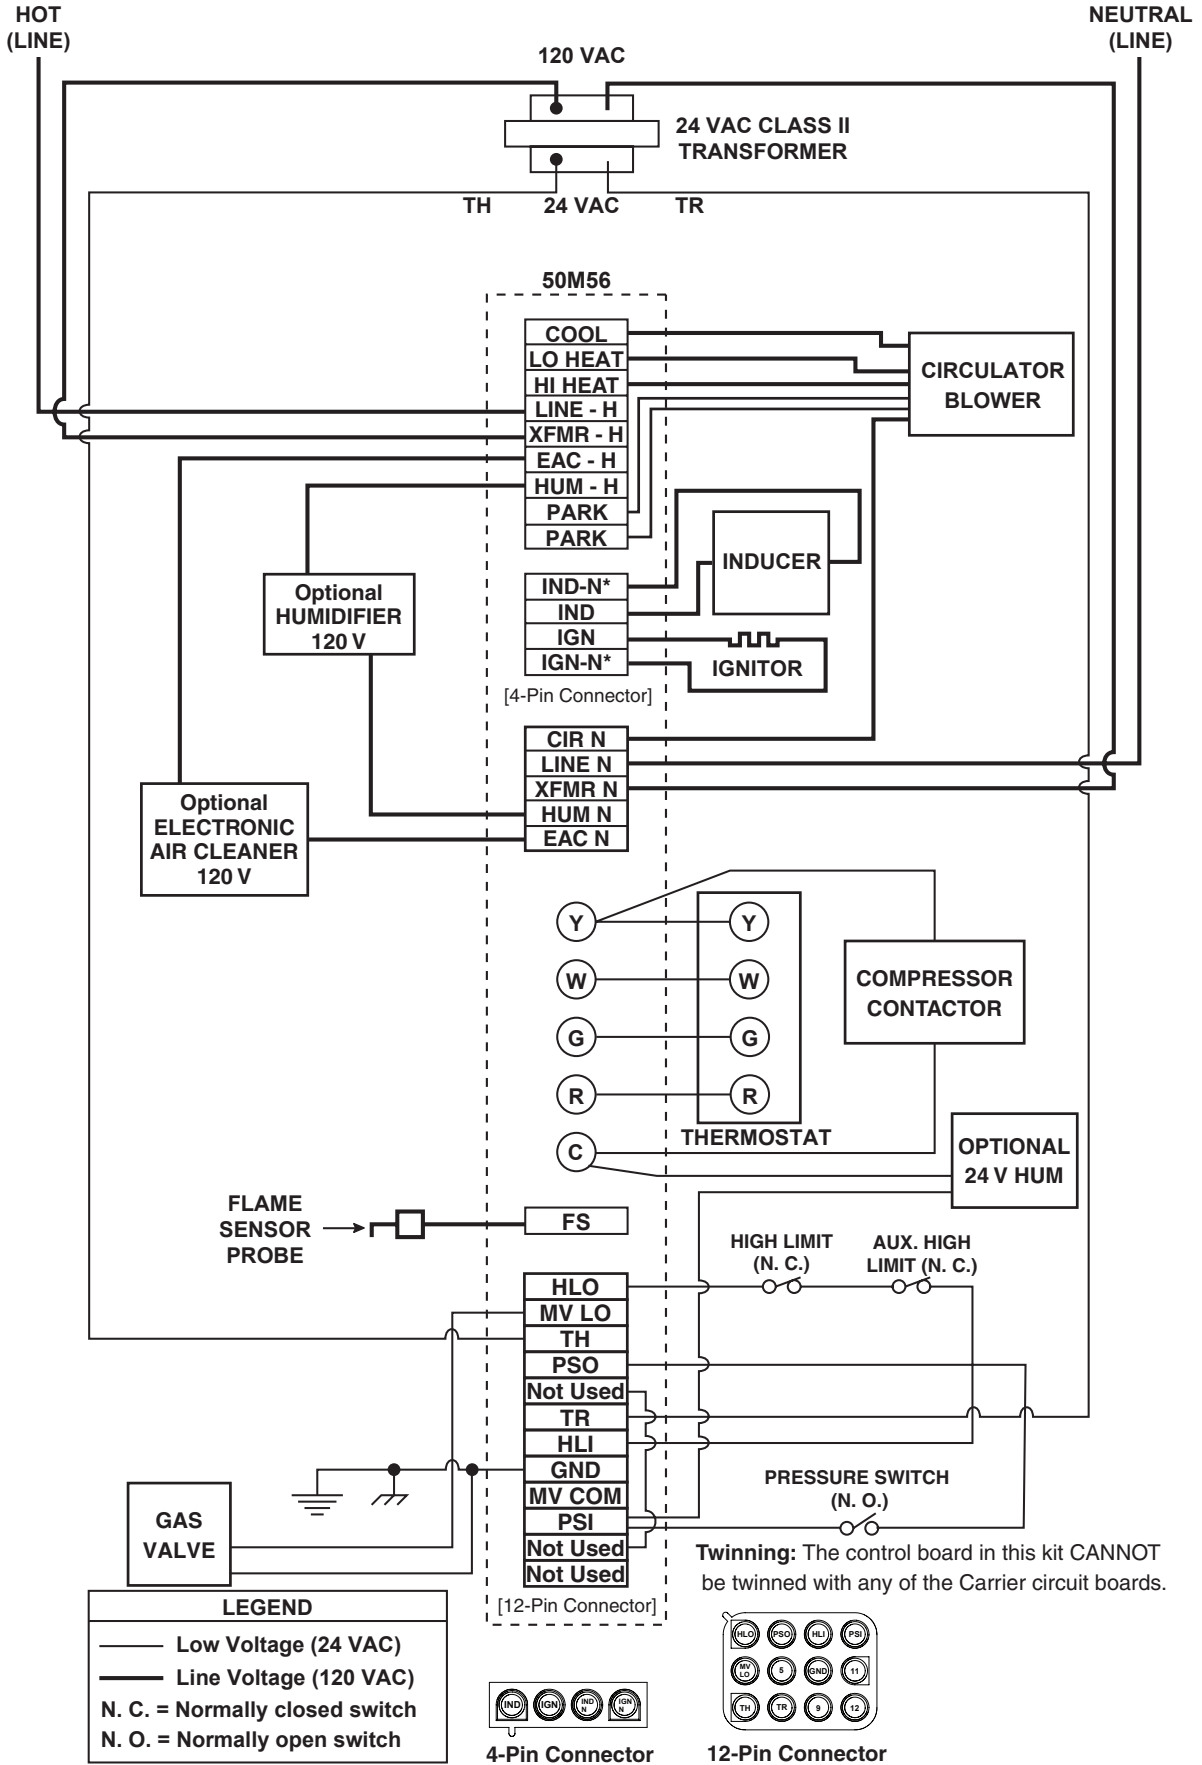 HOT
(LINE)
NEUTRAL
(LINE)
120 VAC
24 VAC CLASS II
TRANSFORMER
TH
24 VAC
TR
50M56
COOL
LO HEAT
HI HEAT
LINE - H
XFMR - H
EAC - H
HUM - H
PARK
PARK
CIRCULATOR
BLOWER
IND-N*
IND
IGN
IGN-N*
[4-Pin Connector]
INDUCER
IGNITOR
Optional
HUMIDIFIER
120 V
CIR N
LINE N
XFMR N
HUM N
EAC N
Optional
ELECTRONIC
AIR CLEANER
120 V
Y
W
G
R
C
Y
W
G
R
THERMOSTAT
COMPRESSOR
CONTACTOR
OPTIONAL
24 V HUM
FLAME
SENSOR
PROBE
FS
HIGH LIMIT
(N. C.)
AUX. HIGH
LIMIT (N. C.)
HLO
MV LO
TH
PSO
Not Used
TR
HLI
GND
MV COM
PSI
Not Used
Not Used
[12-Pin Connector]
PRESSURE SWITCH
(N. O.)
GAS
VALVE
Twinning: The control board in this kit CANNOT
be twinned with any of the Carrier circuit boards.
LEGEND
Low Voltage (24 VAC)
Line Voltage (120 VAC)
N. C. = Normally closed switch
N. O. = Normally open switch
IND
IGN
IND
N
IGN
N
4-Pin Connector
HLO
PSO
HLI
PSI
MV
LO
5
GND
11
TH
TR
9
12
12-Pin Connector